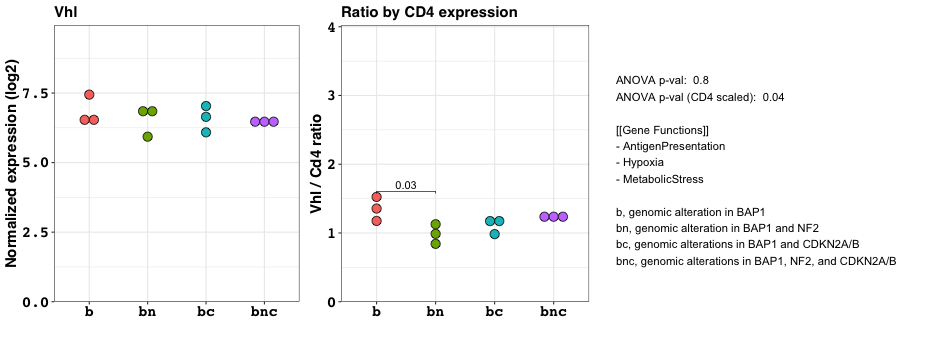 Vhl
Normalized expression (log2)
7.5
5.0
2.5
0.0
b
bn
bc
bnc
Ratio by CD4 expression
Vhl / Cd4 ratio
4
3
2
1
0
0.03
b
bn
bc
bnc
ANOVA p-val:  0.8
ANOVA p-val (CD4 scaled):  0.04
[[Gene Functions]]
- AntigenPresentation
- Hypoxia
- MetabolicStress
b, genomic alteration in BAP1
bn, genomic alteration in BAP1 and NF2
bc, genomic alterations in BAP1 and CDKN2A/B
bnc, genomic alterations in BAP1, NF2, and CDKN2A/B